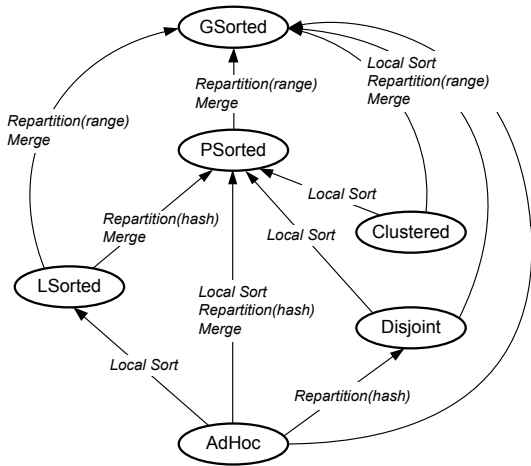 GSorted
Local Sort
Repartition(range)
Merge
Repartition(range)
Merge
Repartition(range)
Merge
PSorted
Local Sort
Clustered
Repartition(hash)
Merge
Local Sort
LSorted
Local Sort
Repartition(hash)
Merge
Disjoint
Local Sort
Repartition(hash)
AdHoc